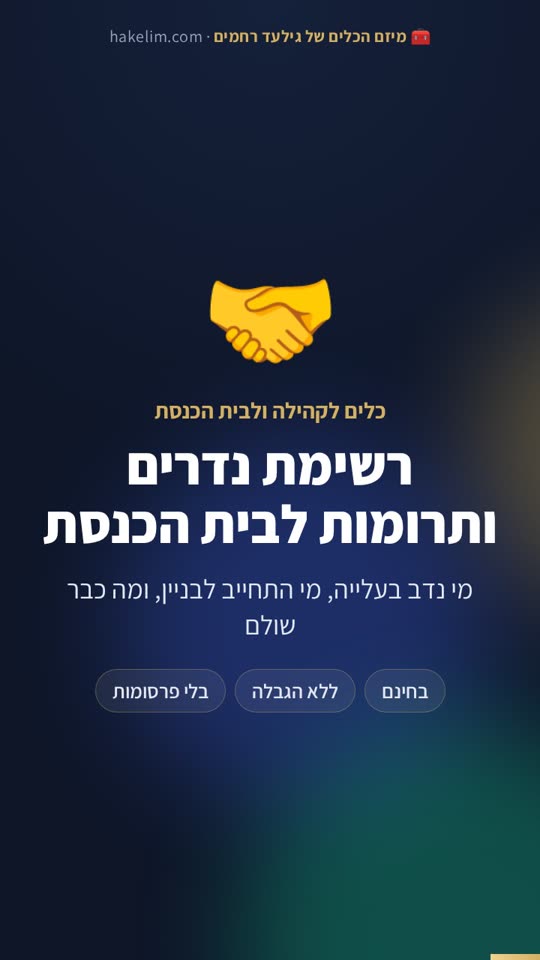 🧰 מיזם הכלים של גילעד רחמים · hakelim.com
כלים לקהילה ולבית הכנסת
רשימת נדרים
ותרומות לבית הכנסת
מי נדב בעלייה, מי התחייב לבניין, ומה כבר
שולם
בחינם
ללא הגבלה
בלי פרסומות